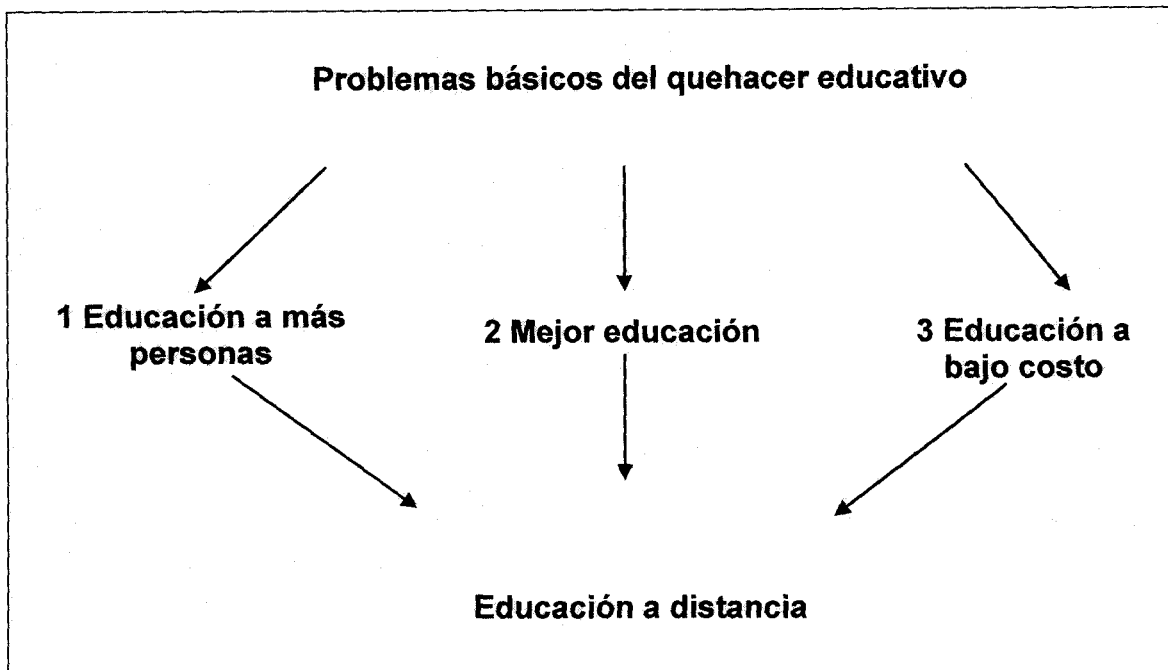 Problemas básicos del quehacer educativo
1 Educación a más
personas
2 Mejor educación
3 Educación a
bajo costo
Educación a distancia